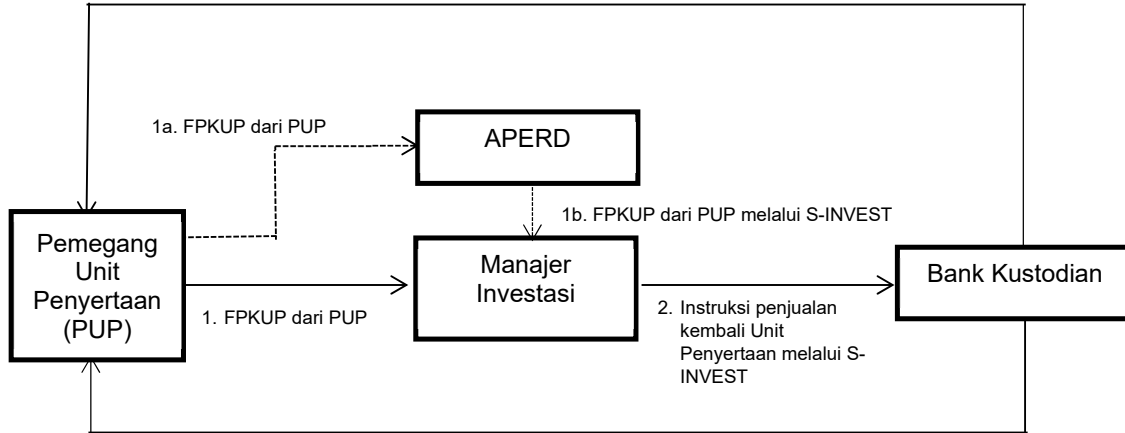 1a. FPKUP dari PUP
APERD
1b. FPKUP dari PUP melalui S-INVEST
Pemegang
Unit
Penyertaan
(PUP)
1. FPKUP dari PUP
Manajer
Investasi
2. Instruksi penjualan
kembali Unit
Penyertaan melalui S-
INVEST
Bank Kustodian